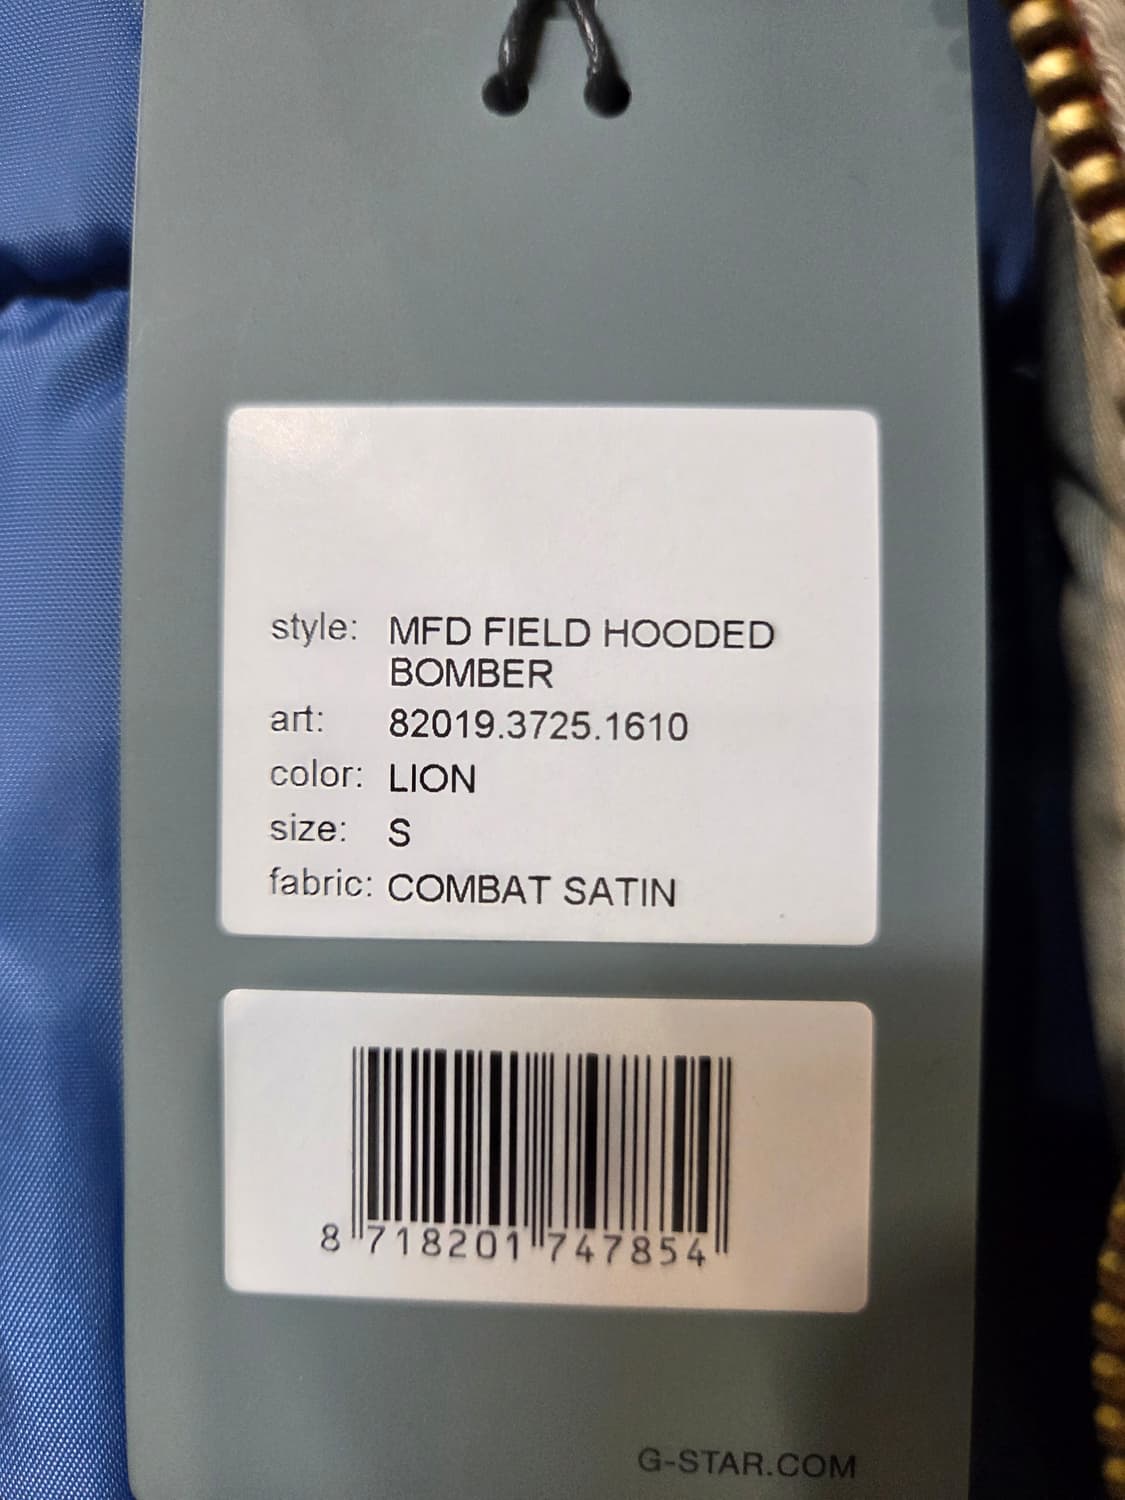 style: MFD FIELD HOODED
BOMBER
art: 82019.3725.1610
color: LION
size: S
fabric: COMBAT SATIN
8 718201 747854
G-STAR.COM